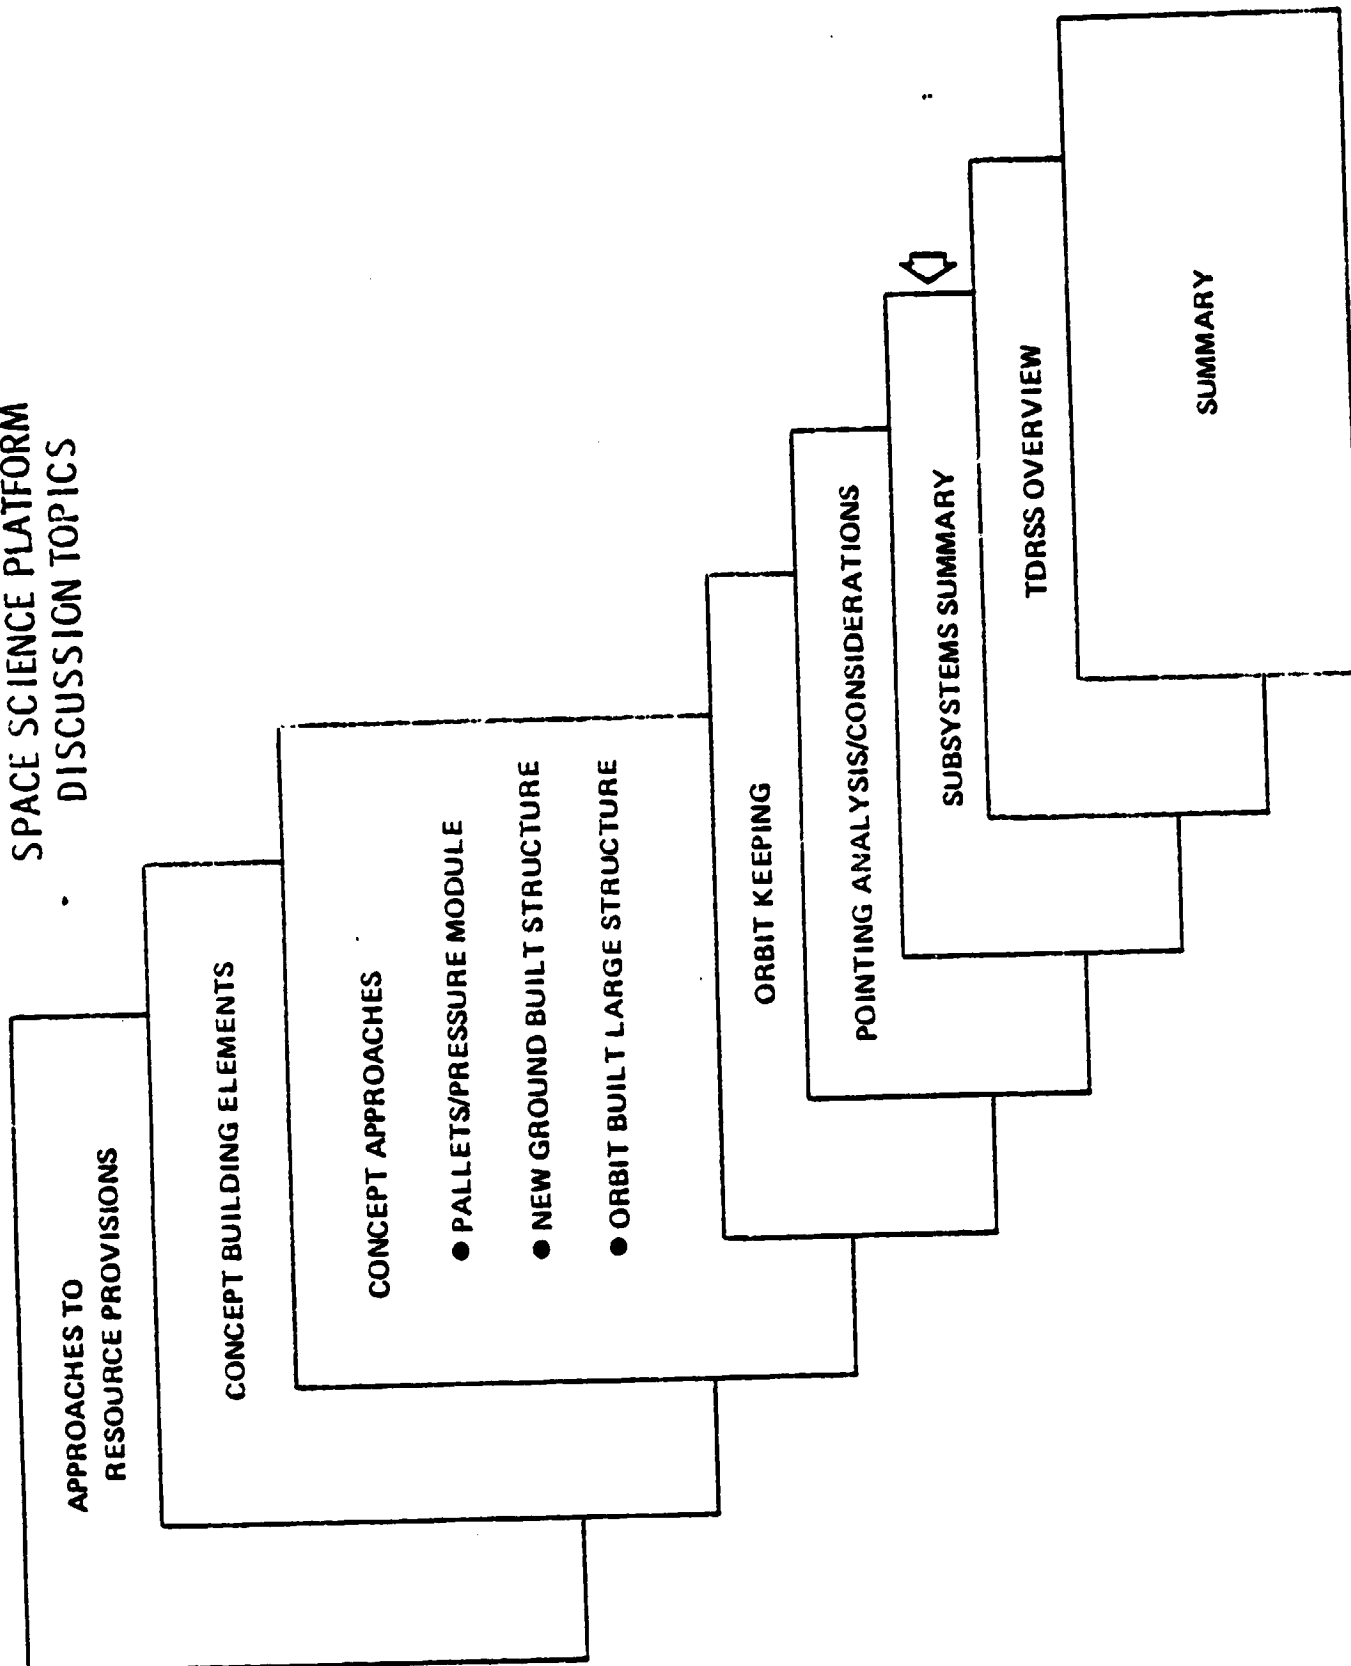 SPACE SCIENCE PLATFORM
DISCUSSION TOPICS
APPROACHES TO
RESOURCE PROVISIONS
CONCEPT BUILDING ELEMENTS
CONCEPT APPROACHES
● PALLETS/PRESSURE MODULE
● NEW GROUND BUILT STRUCTURE
● ORBIT BUILT LARGE STRUCTURE
ORBIT KEEPING
POINTING ANALYSIS/CONSIDERATIONS
SUBSYSTEMS SUMMARY
TDRSS OVERVIEW
SUMMARY